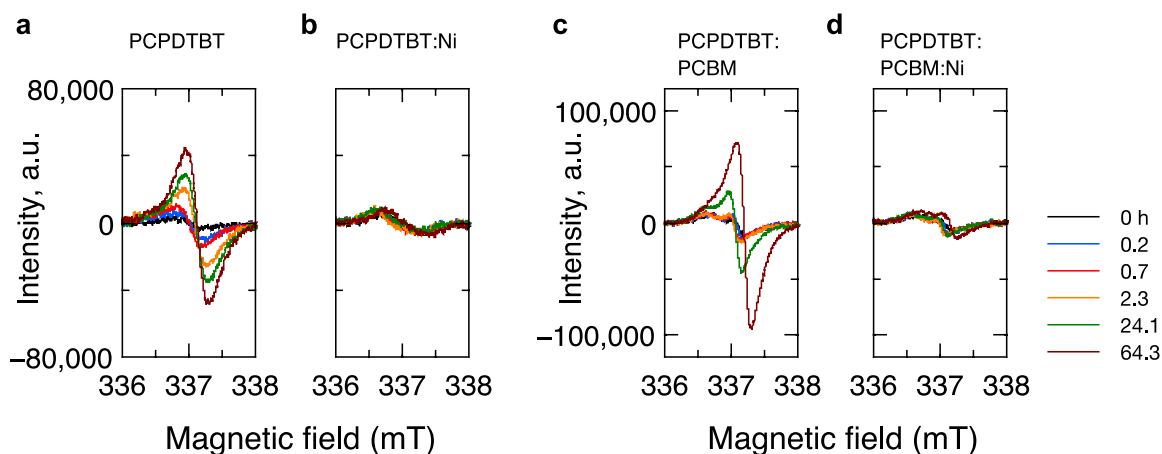 a
PCPDTBT
b
PCPDTBT:Ni
c
PCPDTBT:
PCBM
d
PCPDTBT:
PCBM:Ni
80,000
0
−80,000
Intensity, a.u.
336
337
338
336
337
338
Magnetic field (mT)
100,000
0
−100,000
Intensity, a.u.
336
337
338
336
337
338
Magnetic field (mT)
0 h
0.2
0.7
2.3
24.1
64.3